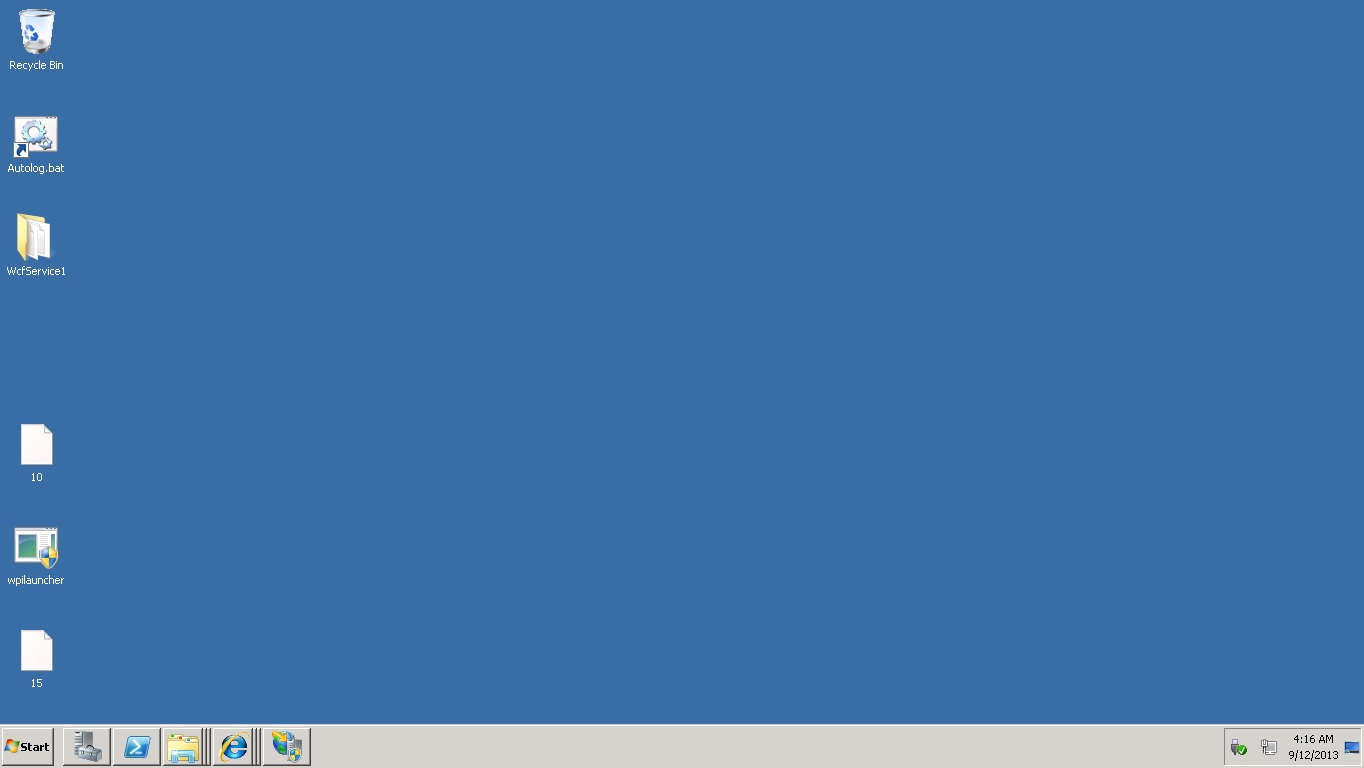 Recycle Bin
Autolog.bat
WcfService1
10
wpilauncher
15
Start
4:16 AM
9/12/2013